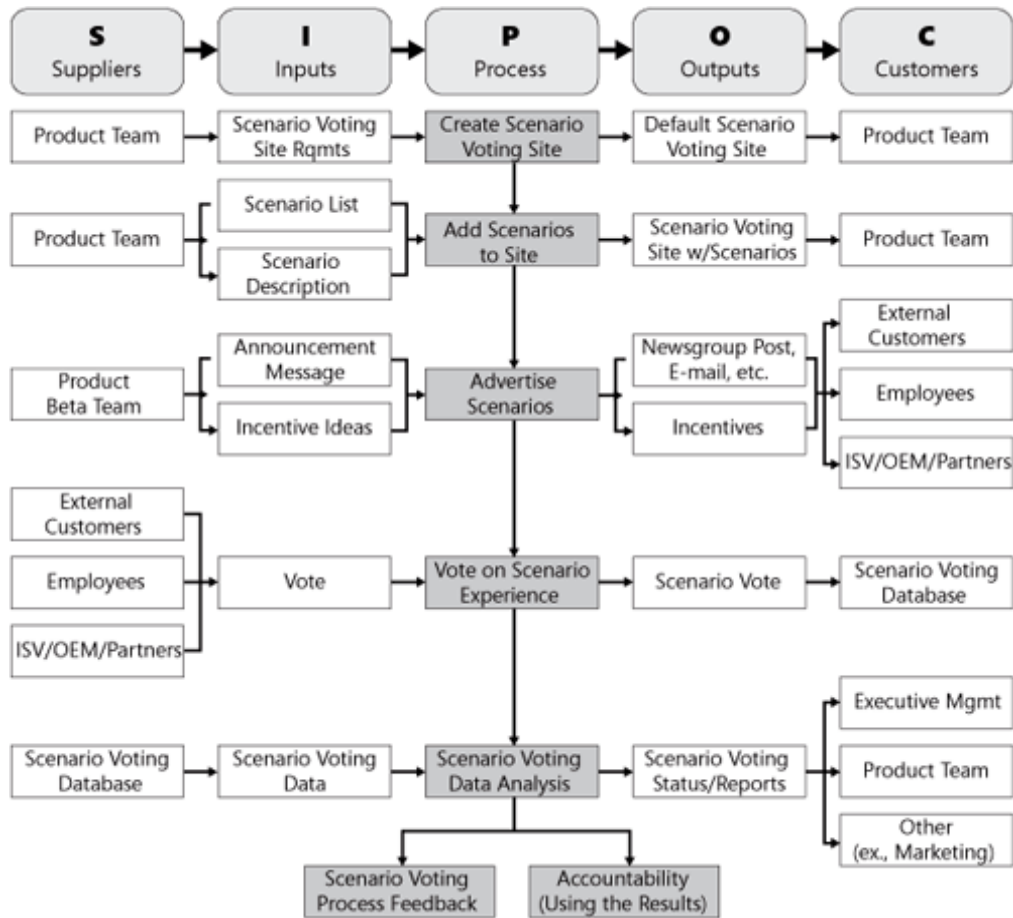 S
Suppliers
I
Inputs
P
Process
O
Outputs
C
Customers
Product Team
Scenario Voting
Site Rqmts
Create Scenario
Voting Site
Default Scenario
Voting Site
Product Team
Product Team
Scenario List
Scenario
Description
Add Scenarios
to Site
Scenario Voting
Site w/Scenarios
Product Team
Product
Beta Team
Announcement
Message
Incentive Ideas
Advertise
Scenarios
Newsgroup Post,
E-mail, etc.
Incentives
External
Customers
Employees
ISV/OEM/Partners
External
Customers
Employees
ISV/OEM/Partners
Vote
Vote on Scenario
Experience
Scenario Vote
Scenario Voting
Database
Scenario Voting
Database
Scenario Voting
Data
Scenario Voting
Data Analysis
Scenario Voting
Status/Reports
Executive Mgmt
Product Team
Other
(ex., Marketing)
Scenario Voting
Process Feedback
Accountability
(Using the Results)